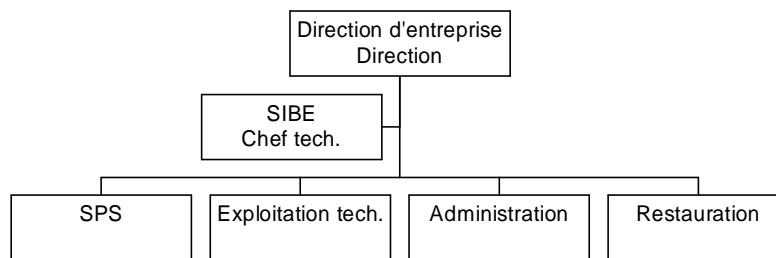 Direction d'entreprise
Direction
SIBE
Chef tech.
SPS
Exploitation tech.
Administration
Restauration